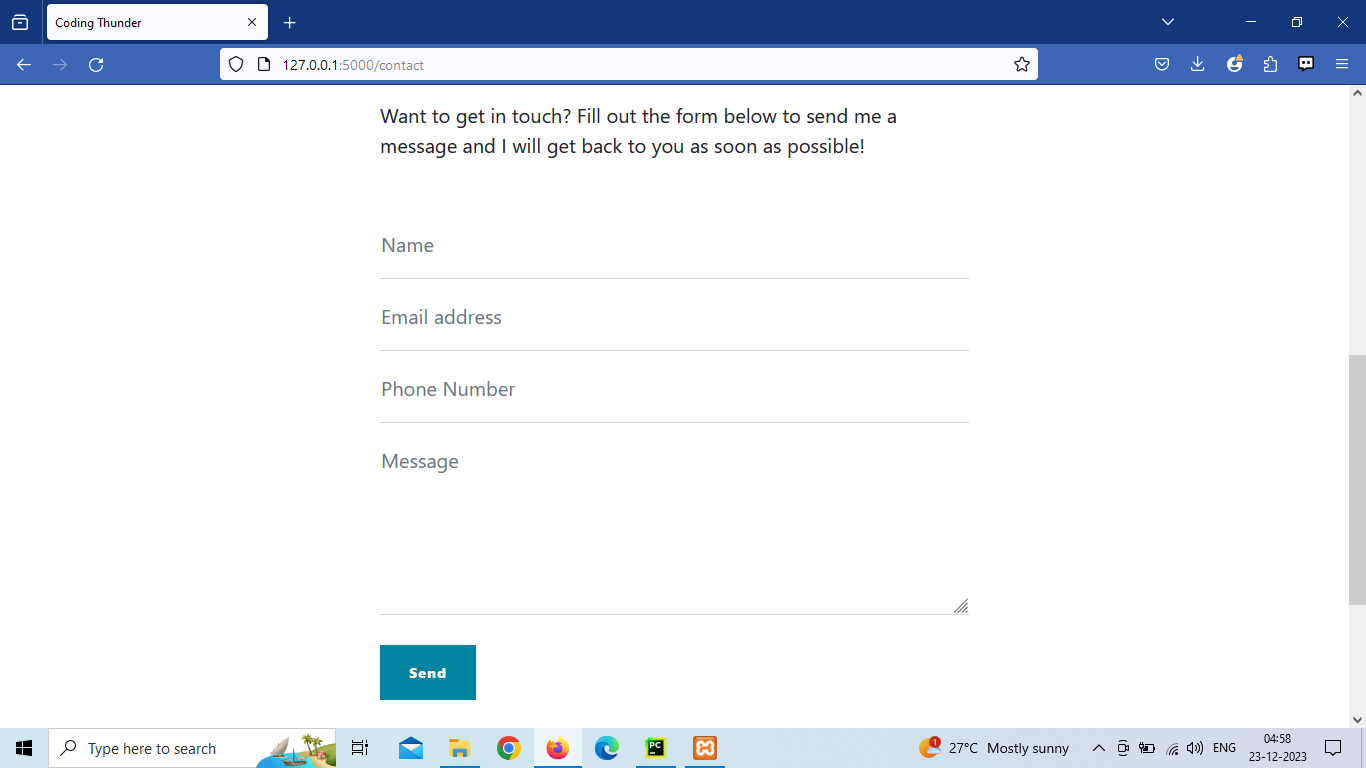 Coding Thunder
127.0.0.1:5000/contact
Want to get in touch? Fill out the form below to send me a
message and I will get back to you as soon as possible!
Name
Email address
Phone Number
Message
Send
Type here to search
PC
1
27°C Mostly sunny
ENG
04:58
23-12-2023